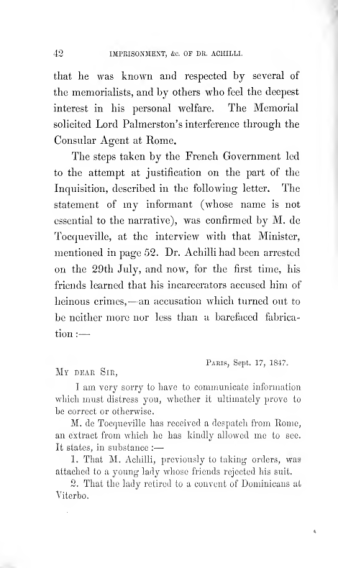 42 IMPRISONMENT, &c. OF DR. ACHILLI.
that he was known and respected by several of
the memorialists, and by others who feel the deepest
interest in his personal welfare. The Memorial
solicited Lord Palmerston's interference through the
Consular Agent at Rome.
The steps taken by the French Government led
to the attempt at justification on the part of the
Inquisition, described in the following letter. The
statement of my informant (whose name is not
essential to the narrative), was confirmed by M. de
Tocqueville, at the interview with that Minister,
mentioned in page 52. Dr. Achilli had been arrested
on the 29th July, and now, for the first time, his
friends learned that his incarcerators accused him of
heinous crimes,—an accusation which turned out to
be neither more nor less than a barefaced fabrica-
tion :—
PARIS, Sept. 17, 1847.
MY DEAR SIR,
I am very sorry to have to communicate information
which must distress you, whether it ultimately prove to
be correct or otherwise.
M. de Tocqueville has received a despatch from Rome,
an extract from which he has kindly allowed me to see.
It states, in substance :—
1. That M. Achilli, previously to taking orders, was
attached to a young lady whose friends rejected his suit.
2. That the lady retired to a convent of Dominicans at
Viterbo.